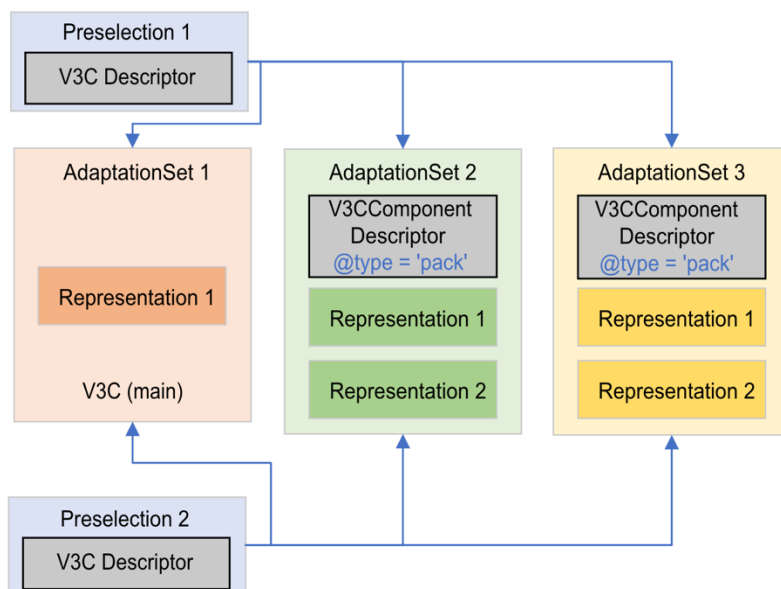 Preselection 1
V3C Descriptor
AdaptationSet 1
Representation 1
V3C (main)
AdaptationSet 2
V3CComponent
Descriptor
@type = 'pack'
Representation 1
Representation 2
AdaptationSet 3
V3CComponent
Descriptor
@type = 'pack'
Representation 1
Representation 2
Preselection 2
V3C Descriptor